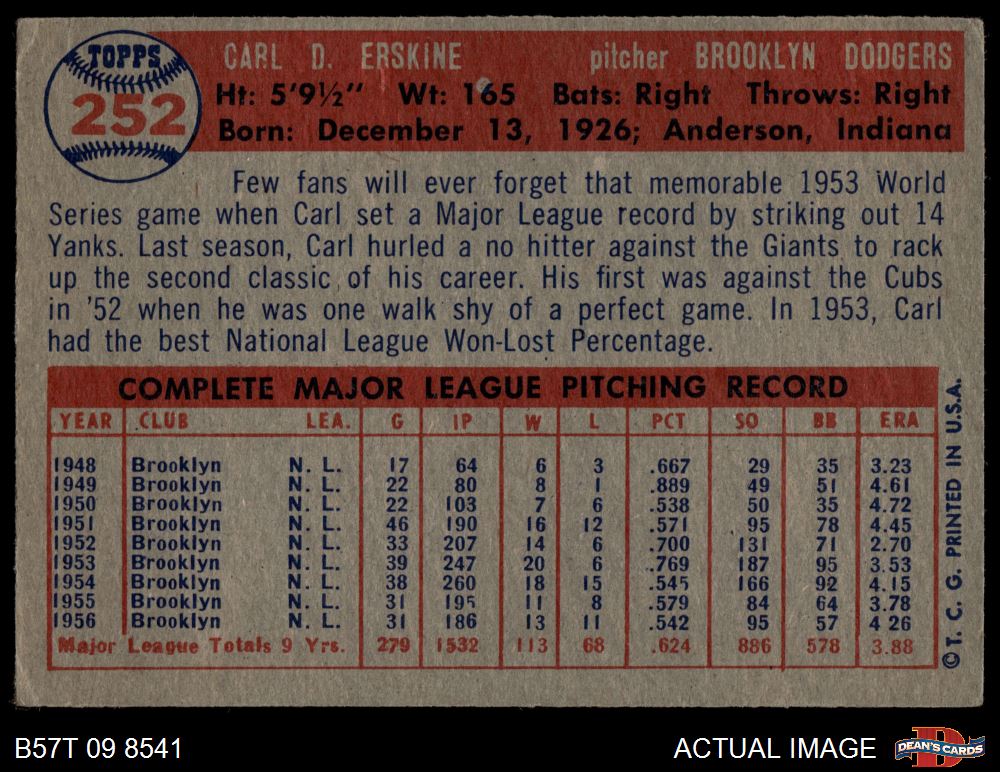 TOPPS
252
CARL D. ERSKINE pitcher BROOKLYN DODGERS
Ht: 5'9½" Wt: 165 Bats: Right Throws: Right
Born: December 13, 1926; Anderson, Indiana
Few fans will ever forget that memorable 1953 World
Series game when Carl set a Major League record by striking out 14
Yanks. Last season, Carl hurled a no hitter against the Giants to rack
up the second classic of his career. His first was against the Cubs
in '52 when he was one walk shy of a perfect game. In 1953, Carl
had the best National League Won-Lost Percentage.
COMPLETE MAJOR LEAGUE PITCHING RECORD
YEAR CLUB LEA. G IP W L PCT SO BB ERA
1948 Brooklyn N. L. 17 64 6 3 .667 29 35 3.23
1949 Brooklyn N. L. 22 80 8 1 .889 49 51 4.61
1950 Brooklyn N. L. 22 103 7 6 .538 50 35 4.72
1951 Brooklyn N. L. 46 190 16 12 .571 95 78 4.45
1952 Brooklyn N. L. 33 207 14 6 .700 131 71 2.70
1953 Brooklyn N. L. 39 247 20 6 .769 187 95 3.53
1954 Brooklyn N. L. 38 260 18 15 .545 166 92 4.15
1955 Brooklyn N. L. 31 195 11 8 .579 84 64 3.78
1956 Brooklyn N. L. 31 186 13 11 .542 95 57 4 26
Major League Totals 9 Yrs. 279 1532 113 68 .624 886 578 3.88
©T. C. G. PRINTED IN U.S.A.
B57T 09 8541
ACTUAL IMAGE
D
DEAN'S CARDS